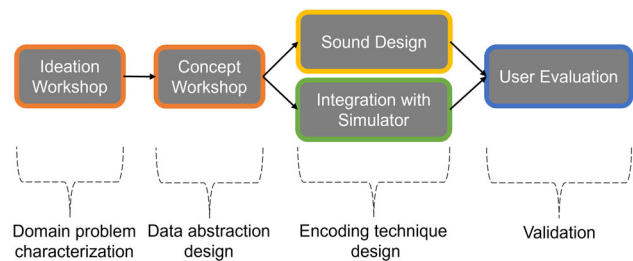 Ideation
Workshop
Concept
Workshop
Sound Design
Integration with
Simulator
User Evaluation
Domain problem
characterization
Data abstraction
design
Encoding technique
design
Validation